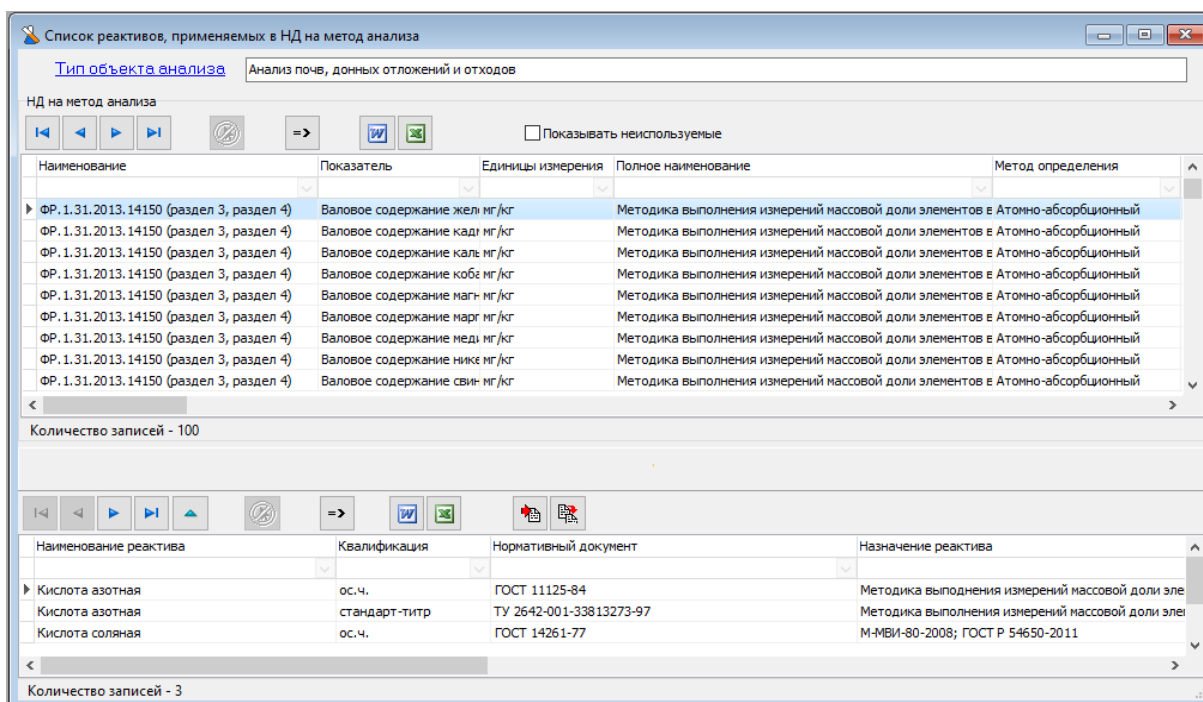 Список реактивов, применяемых в НД на метод анализа
Тип объекта анализа Анализ почв, донных отложений и отходов
НД на метод анализа
=> Показывать неиспользуемые
Наименование Показатель Единицы измерения Полное наименование Метод определения
ФР.1.31.2013.14150 (раздел 3, раздел 4) Валовое содержание желе мг/кг Методика выполнения измерений массовой доли элементов в Атомно-абсорбционный
ФР.1.31.2013.14150 (раздел 3, раздел 4) Валовое содержание кадм мг/кг Методика выполнения измерений массовой доли элементов в Атомно-абсорбционный
ФР.1.31.2013.14150 (раздел 3, раздел 4) Валовое содержание каль мг/кг Методика выполнения измерений массовой доли элементов в Атомно-абсорбционный
ФР.1.31.2013.14150 (раздел 3, раздел 4) Валовое содержание коба мг/кг Методика выполнения измерений массовой доли элементов в Атомно-абсорбционный
ФР.1.31.2013.14150 (раздел 3, раздел 4) Валовое содержание магн мг/кг Методика выполнения измерений массовой доли элементов в Атомно-абсорбционный
ФР.1.31.2013.14150 (раздел 3, раздел 4) Валовое содержание марг мг/кг Методика выполнения измерений массовой доли элементов в Атомно-абсорбционный
ФР.1.31.2013.14150 (раздел 3, раздел 4) Валовое содержание меди мг/кг Методика выполнения измерений массовой доли элементов в Атомно-абсорбционный
ФР.1.31.2013.14150 (раздел 3, раздел 4) Валовое содержание нике мг/кг Методика выполнения измерений массовой доли элементов в Атомно-абсорбционный
ФР.1.31.2013.14150 (раздел 3, раздел 4) Валовое содержание свин мг/кг Методика выполнения измерений массовой доли элементов в Атомно-абсорбционный
Количество записей - 100
=>
Наименование реактива Квалификация Нормативный документ Назначение реактива
Кислота азотная ос.ч. ГОСТ 11125-84 Методика выподнения измерений массовой доли эле
Кислота азотная стандарт-титр ТУ 2642-001-33813273-97 Методика выполнения измерений массовой доли эле
Кислота соляная ос.ч. ГОСТ 14261-77 М-МВИ-80-2008; ГОСТ Р 54650-2011
Количество записей - 3